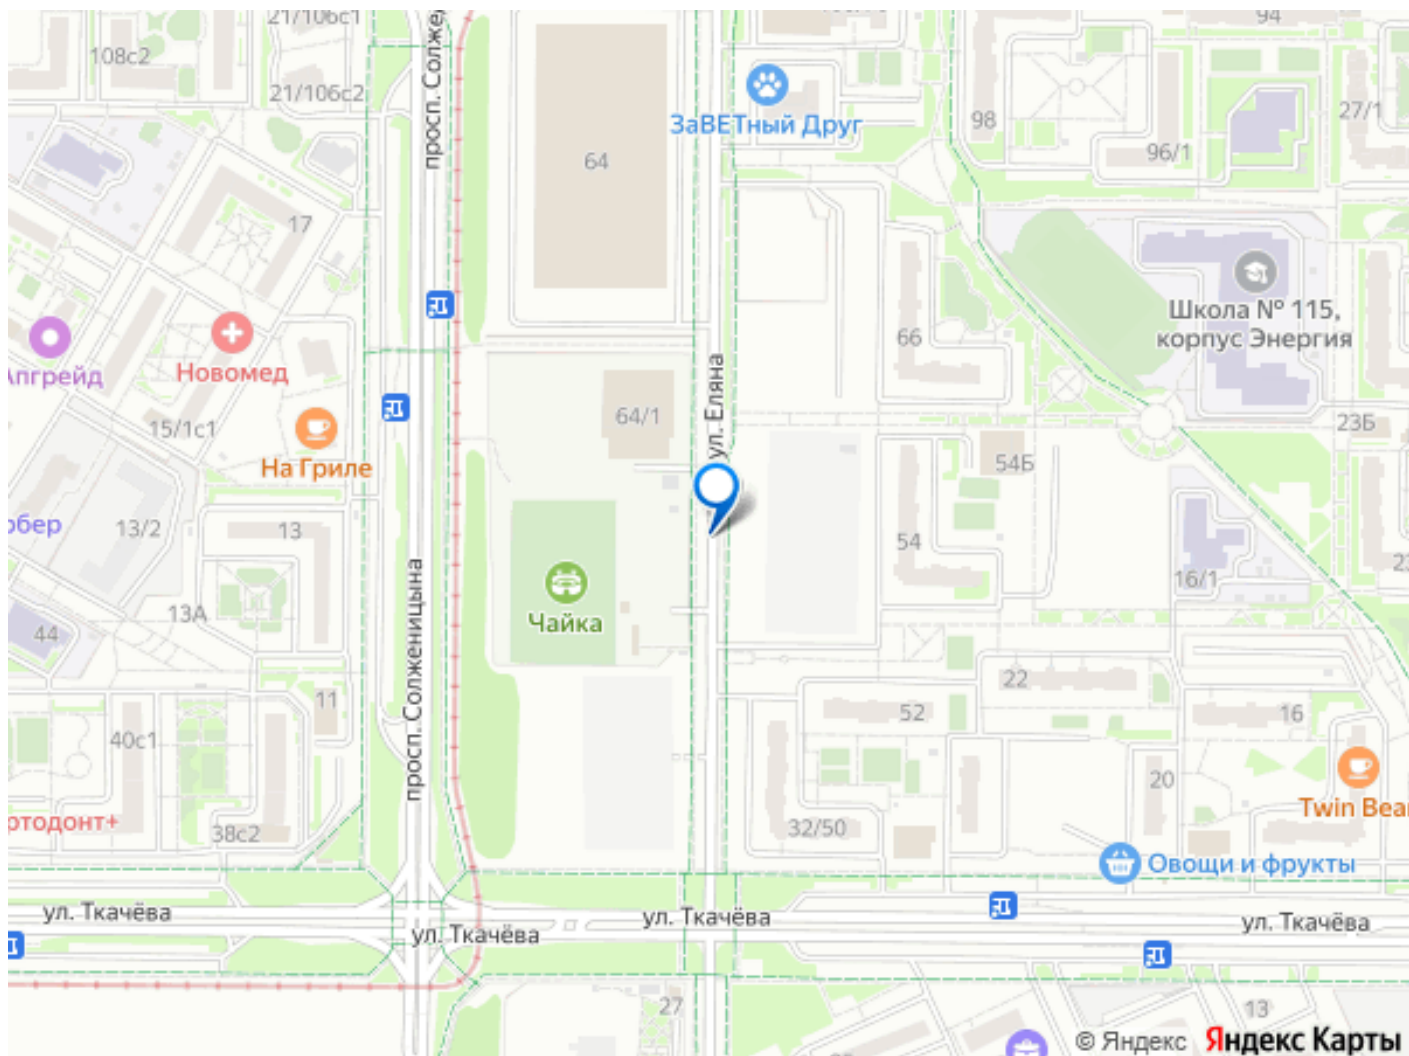 21/106с1
94
108с2
просп. Солже
21/106с2
ЗаВЕТный Друг
98
27/1
96/1
64
17
Школа № 115,
корпус Энергия
66
Новомед
ул. Еляна
64/1
15/1с1
23Б
На Гриле
54Б
13/2
13
54
16/1
просп. Солженицына
13А
Чайка
44
22
11
52
16
40с1
20
Twin Bear
ртодонт+
38с2
32/50
Овощи и фрукты
ул. Ткачёва
ул. Ткачёва
ул. Ткачёва
ул. Ткачёва
27
13
© Яндекс Яндекс Карты